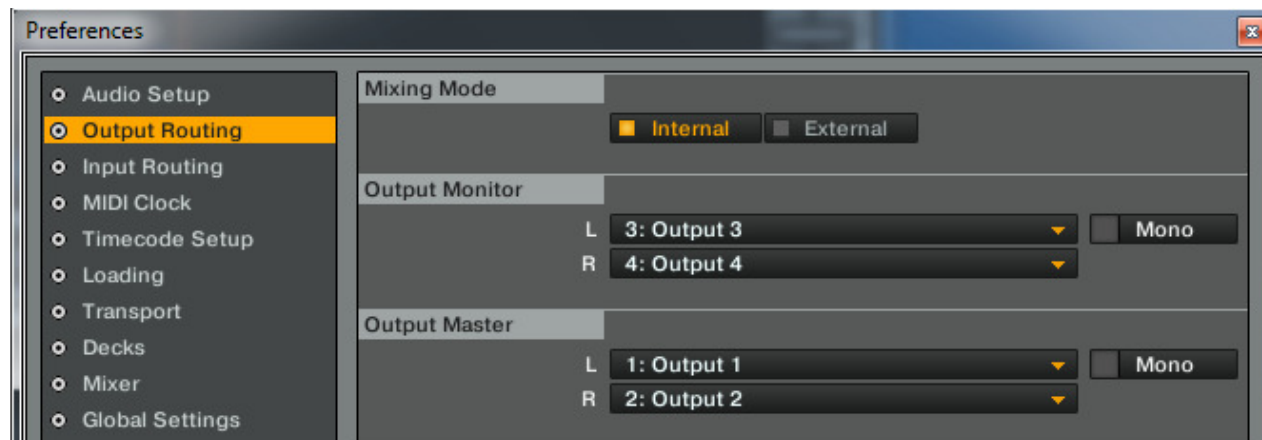 Preferences
Audio Setup
Output Routing
Input Routing
MIDI Clock
Timecode Setup
Loading
Transport
Decks
Mixer
Global Settings
Mixing Mode
Internal External
Output Monitor
L 3: Output 3 Mono
R 4: Output 4
Output Master
L 1: Output 1 Mono
R 2: Output 2